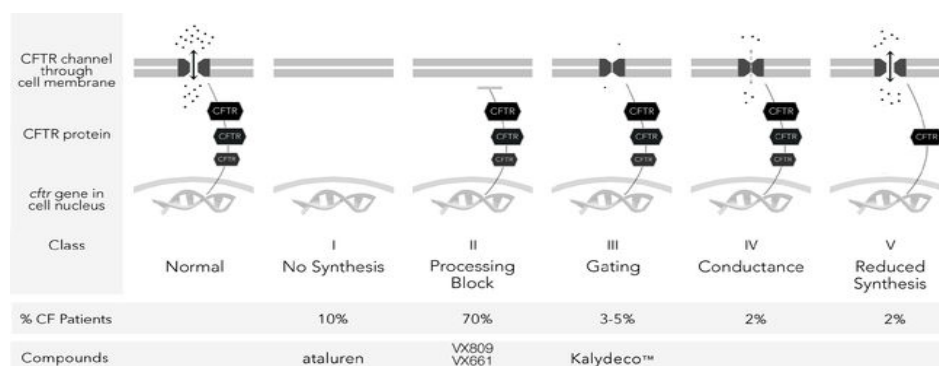 CFTR channel
through
cell membrane
CFTR
CFTR
CFTR
CFTR
CFTR
CFTR
CFTR
CFTR
CFTR
CFTR
CFTR
CFTR
CFTR
CFTR protein
cftr gene in
cell nucleus
Class I II III IV V
Normal No Synthesis Processing Block Gating Conductance Reduced Synthesis
% CF Patients 10% 70% 3-5% 2% 2%
Compounds ataluren VX809 VX661 Kalydeco™